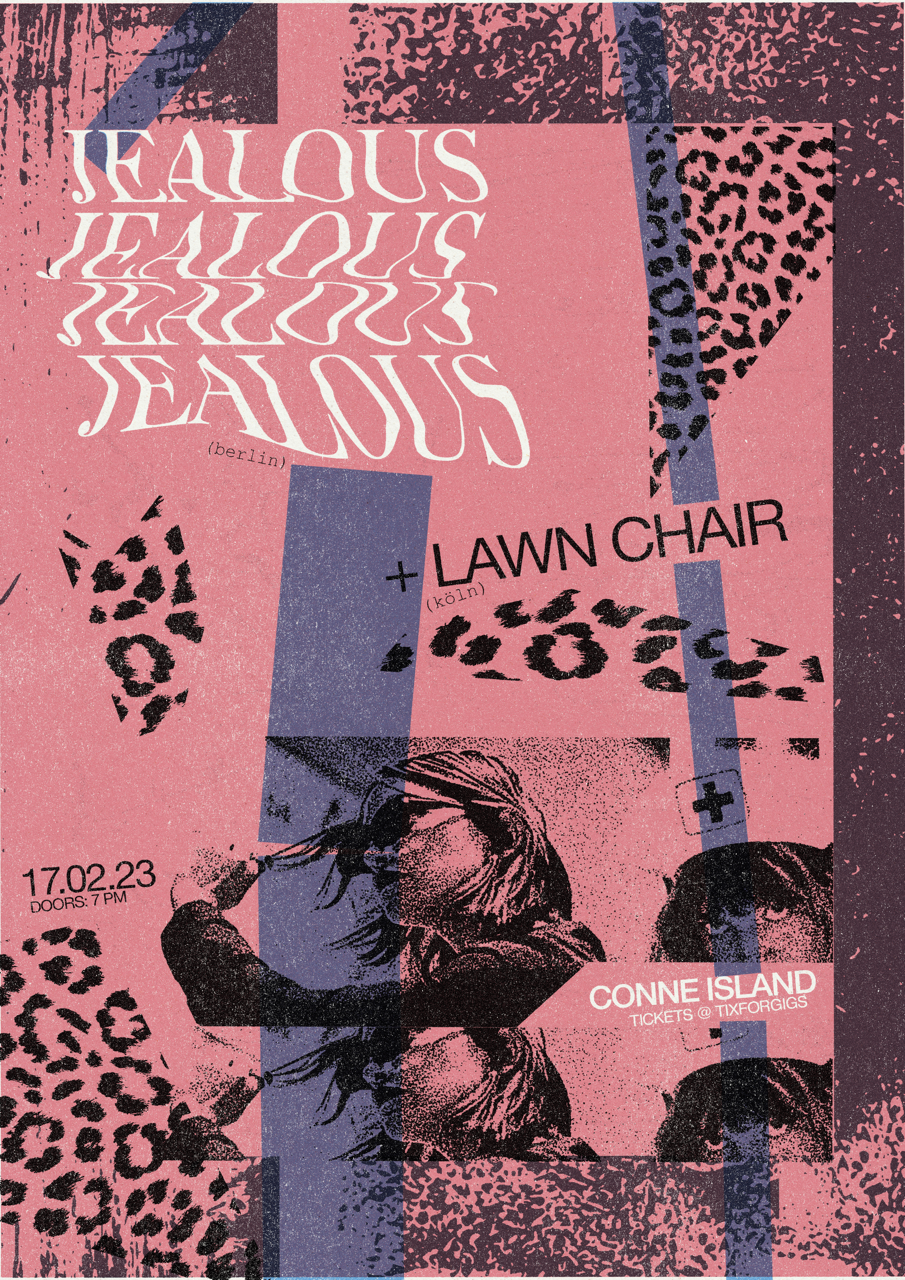 JEALOUS
JEALOUS
JEALOUS
JEALOUS
(berlin)
+ LAWN CHAIR
(köln)
17.02.23
DOORS: 7 PM
CONNE ISLAND
TICKETS @ TIXFORGIGS